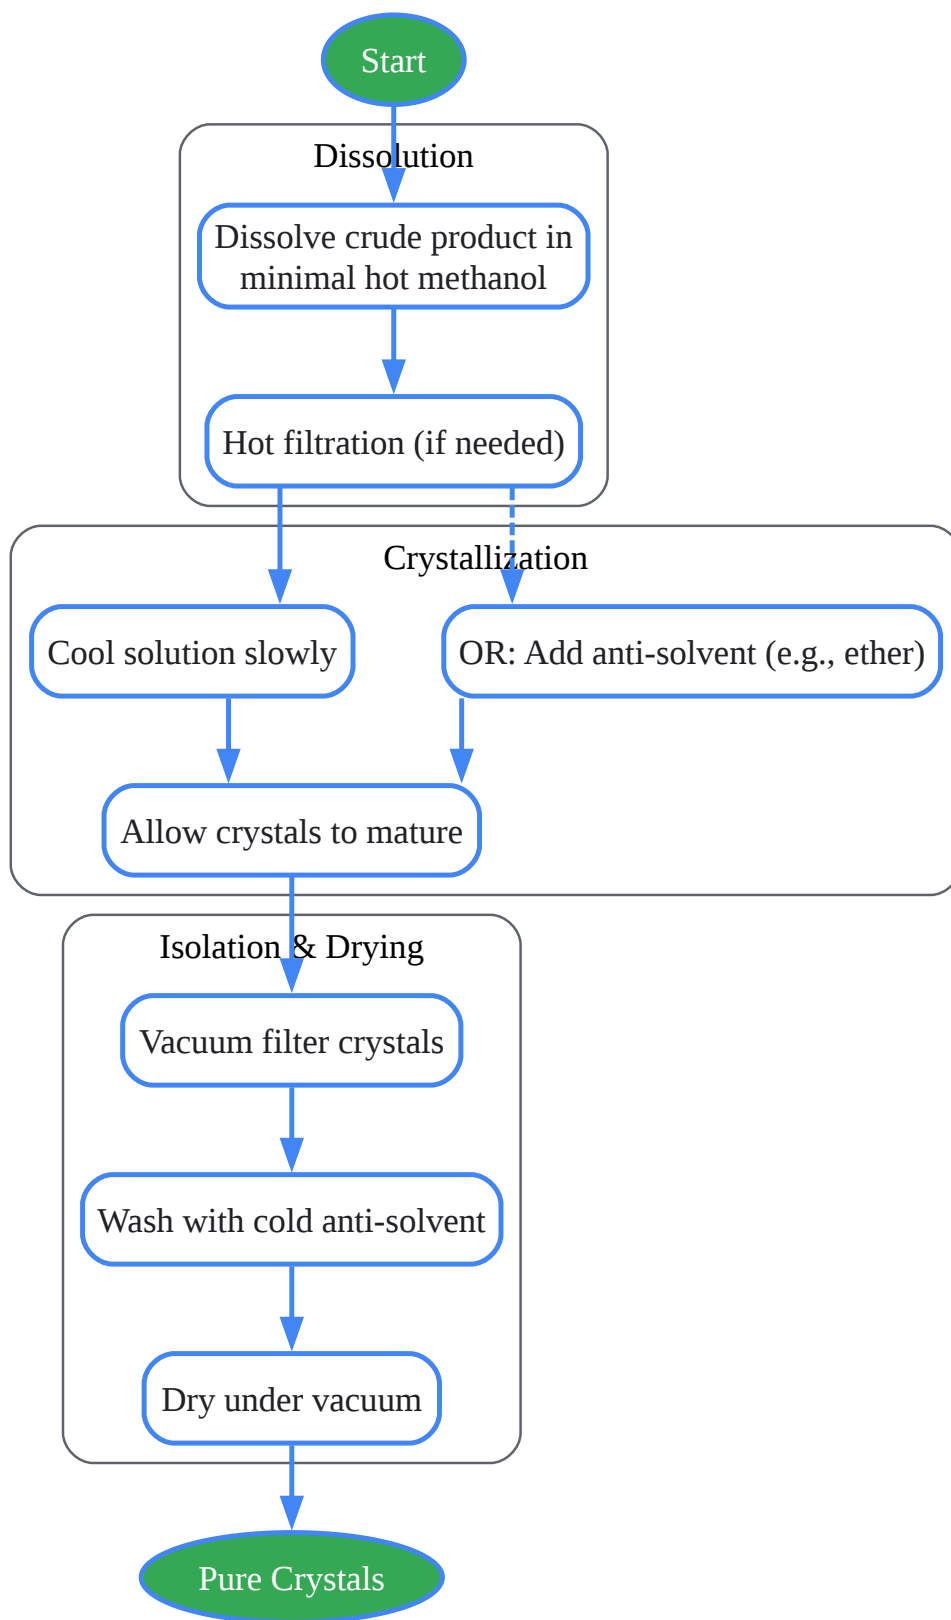 Start
Dissolution
Dissolve crude product in
minimal hot methanol
Hot filtration (if needed)
Crystallization
Cool solution slowly
OR: Add anti-solvent (e.g., ether)
Allow crystals to mature
Isolation & Drying
Vacuum filter crystals
Wash with cold anti-solvent
Dry under vacuum
Pure Crystals